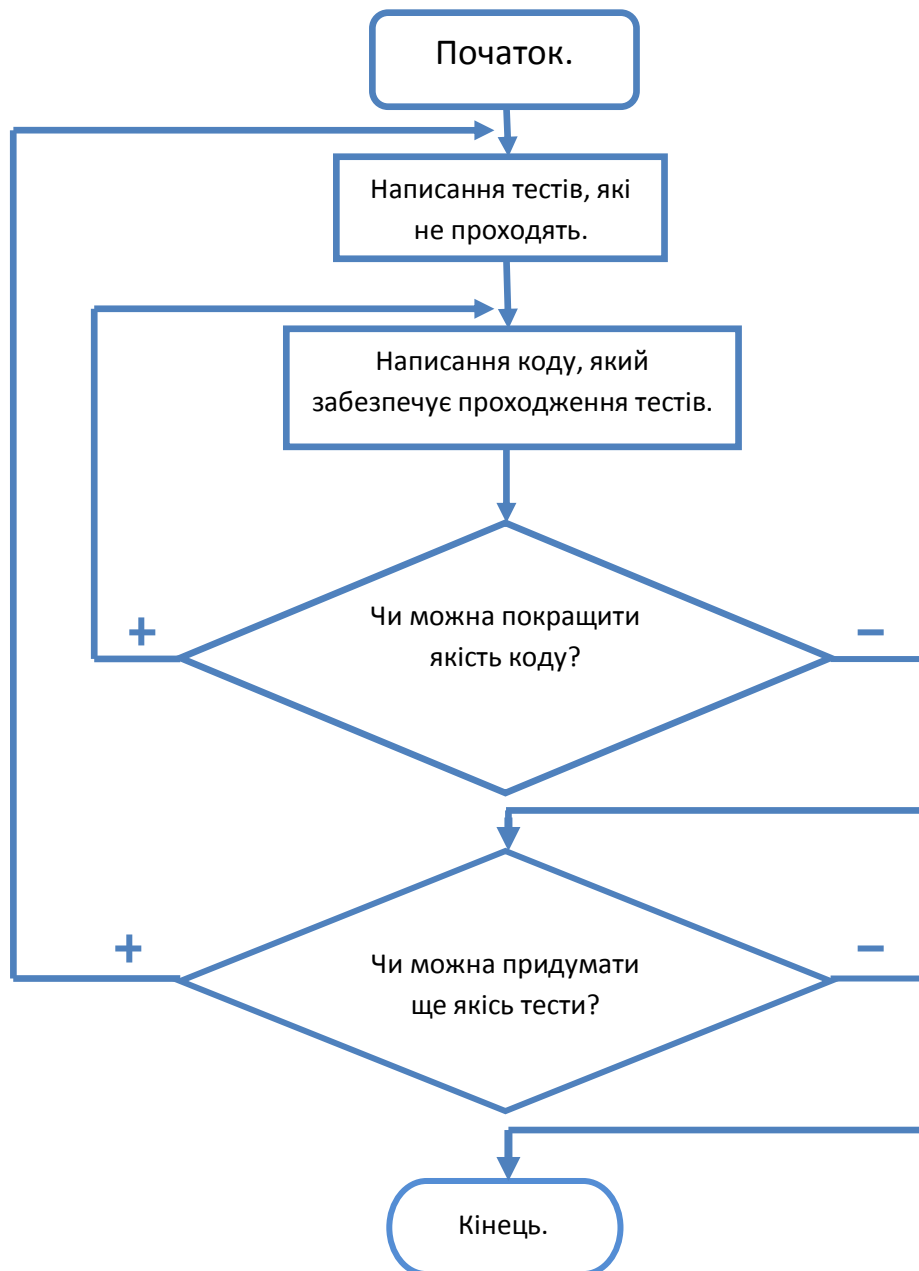 Початок.
Написання тестів, які
не проходять.
Написання коду, який
забезпечує проходження тестів.
Чи можна покращити
якість коду?
+
–
Чи можна придумати
ще якісь тести?
+
–
Кінець.